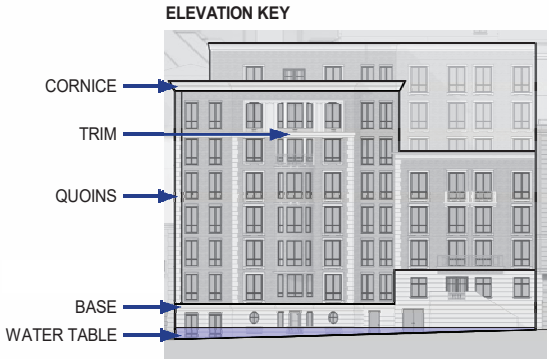 ELEVATION KEY
CORNICE
TRIM
QUOINS
BASE
WATER TABLE